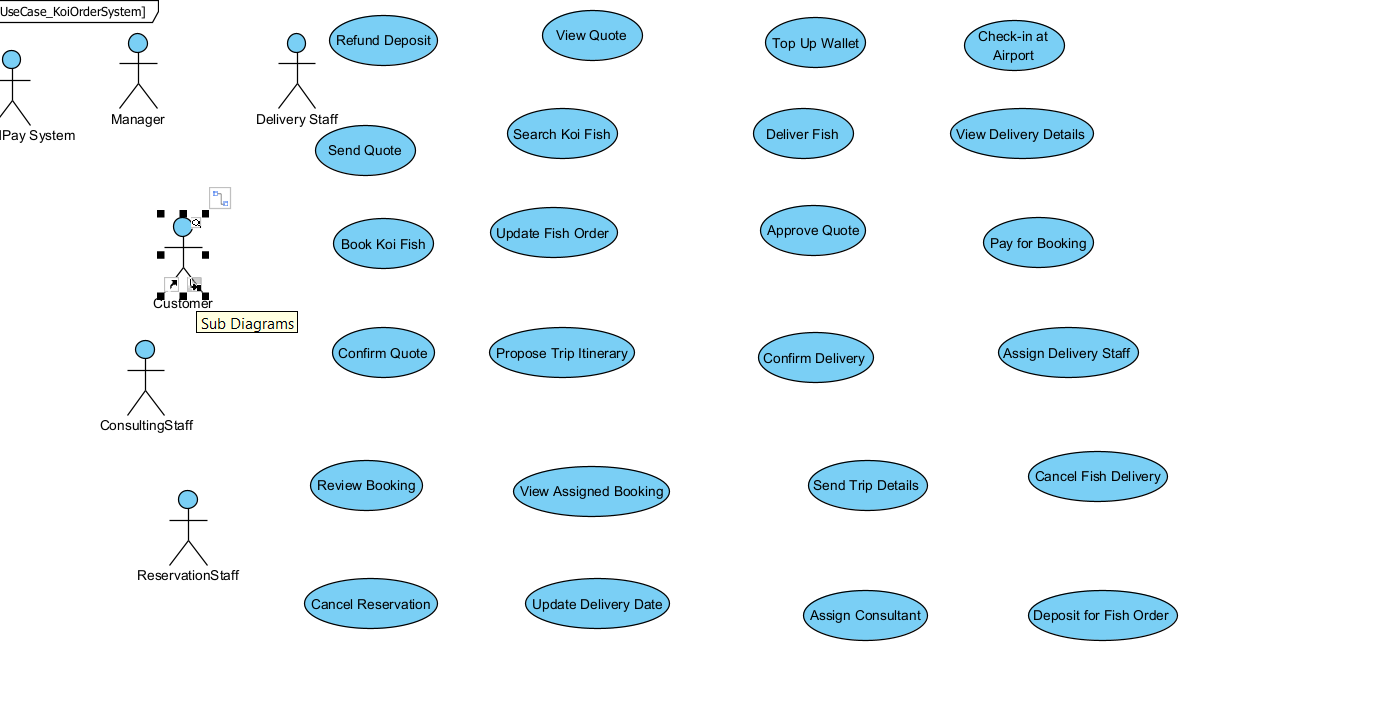 UseCase_KoiOrderSystem]
Refund Deposit
View Quote
Top Up Wallet
Check-in at
Airport
Pay System
Manager
Delivery Staff
Send Quote
Search Koi Fish
Deliver Fish
View Delivery Details
Book Koi Fish
Update Fish Order
Approve Quote
Pay for Booking
Customer
Sub Diagrams
Confirm Quote
Propose Trip Itinerary
Confirm Delivery
Assign Delivery Staff
ConsultingStaff
Review Booking
View Assigned Booking
Send Trip Details
Cancel Fish Delivery
ReservationStaff
Cancel Reservation
Update Delivery Date
Assign Consultant
Deposit for Fish Order